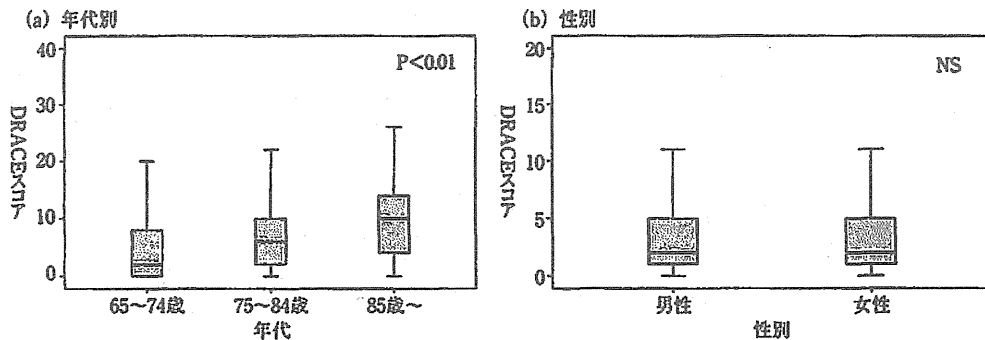 (a) 年代別
40
30
20
10
0
DRACEスコア
P<0.01
65～74歳
75～84歳
85歳～
年代
(b) 性別
20
15
10
5
0
DRACEスコア
NS
男性
女性
性別